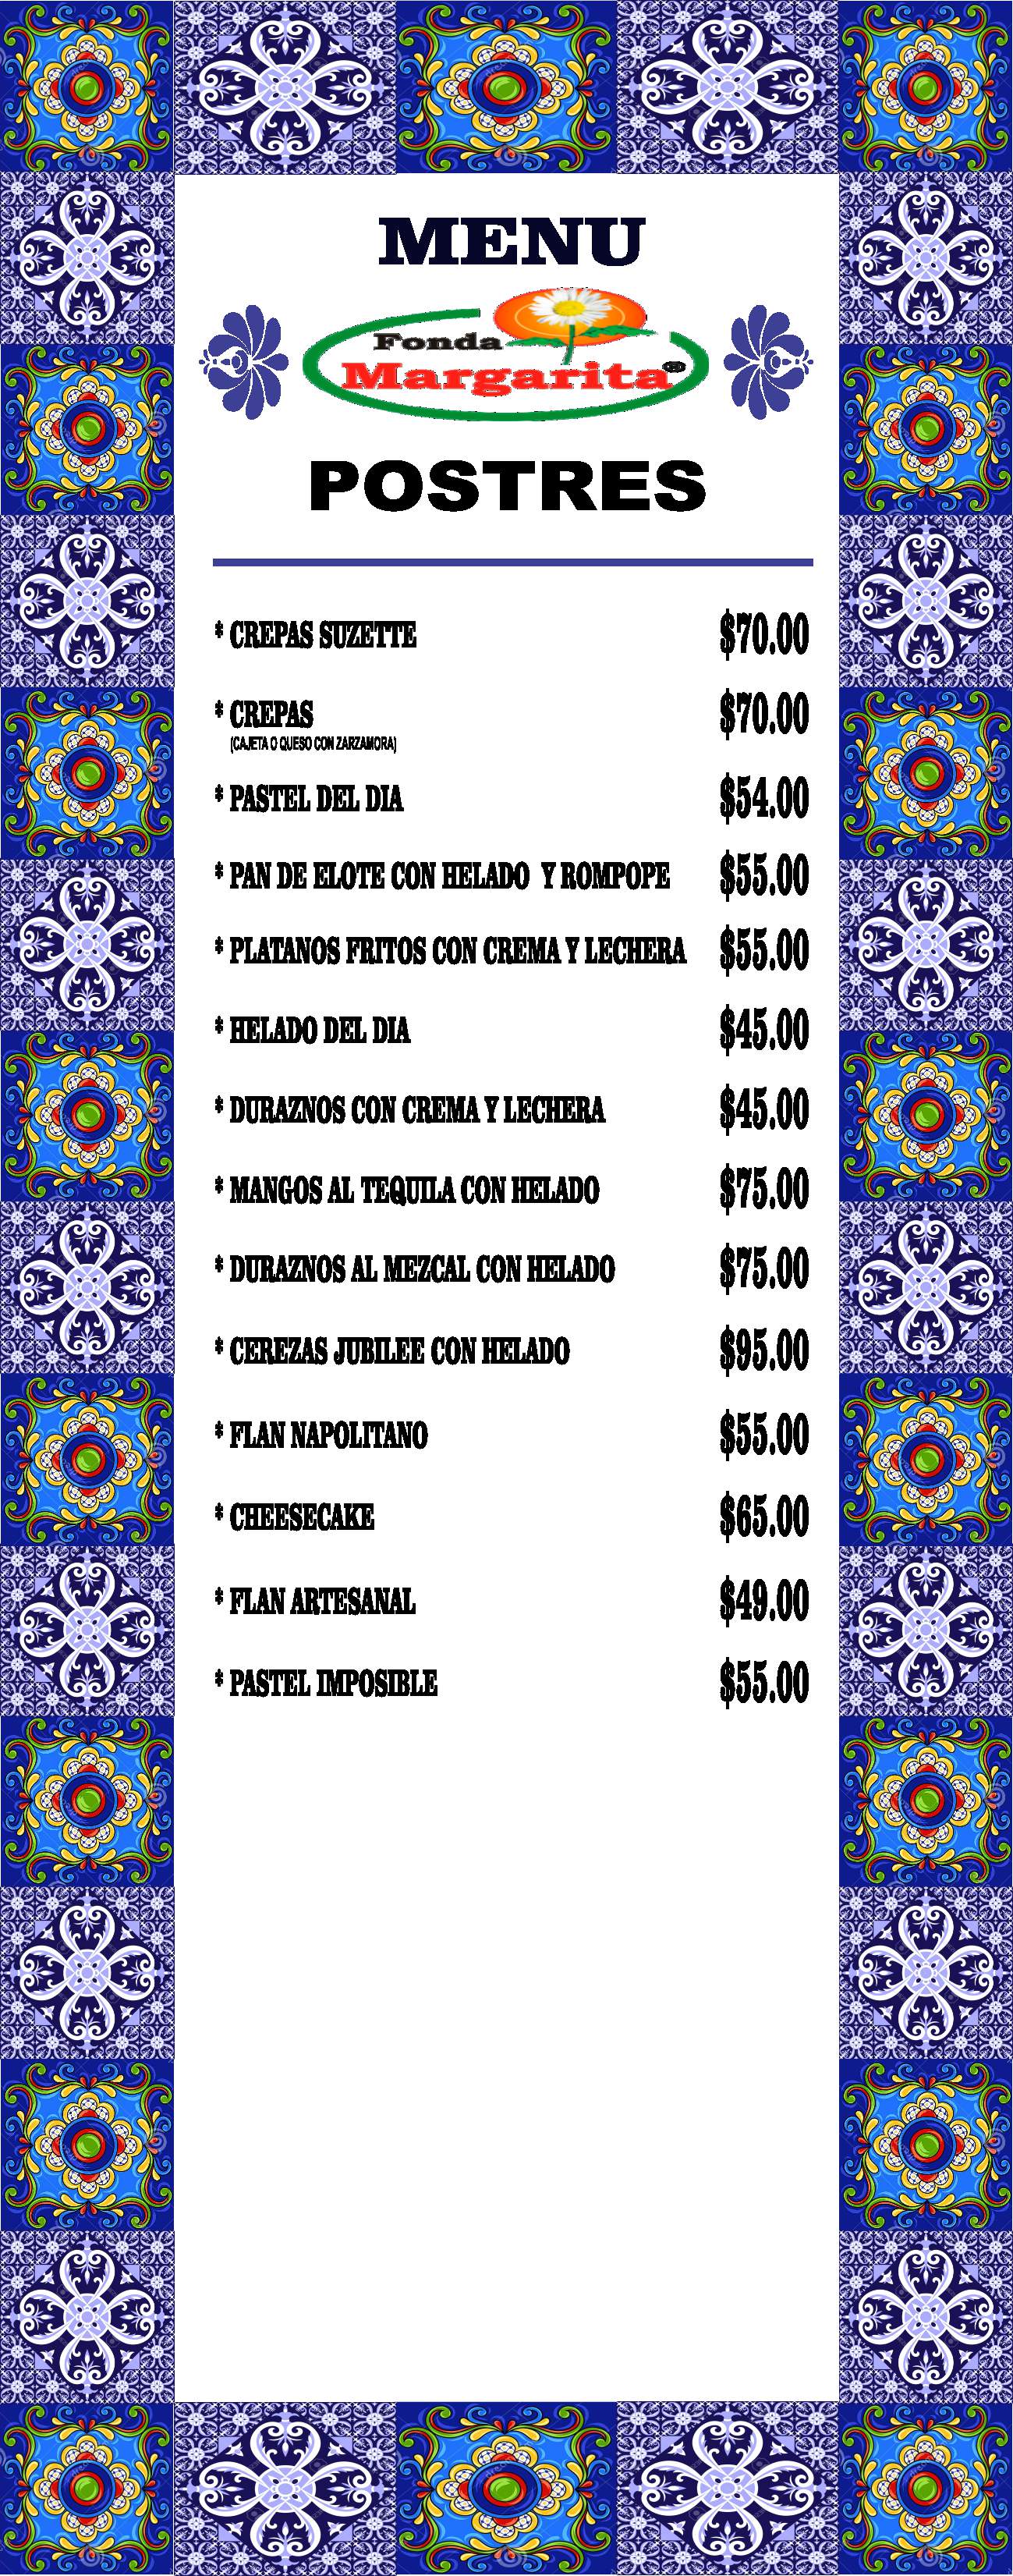 MENU
Fonda
Margarita®
POSTRES
* CREPAS SUZETTE $70.00
* CREPAS $70.00
(CAJETA O QUESO CON ZARZAMORA)
* PASTEL DEL DIA $54.00
* PAN DE ELOTE CON HELADO Y ROMPOPE $55.00
* PLATANOS FRITOS CON CREMA Y LECHERA $55.00
* HELADO DEL DIA $45.00
* DURAZNOS CON CREMA Y LECHERA $45.00
* MANGOS AL TEQUILA CON HELADO $75.00
* DURAZNOS AL MEZCAL CON HELADO $75.00
* CEREZAS JUBILEE CON HELADO $95.00
* FLAN NAPOLITANO $55.00
* CHEESECAKE $65.00
* FLAN ARTESANAL $49.00
* PASTEL IMPOSIBLE $55.00